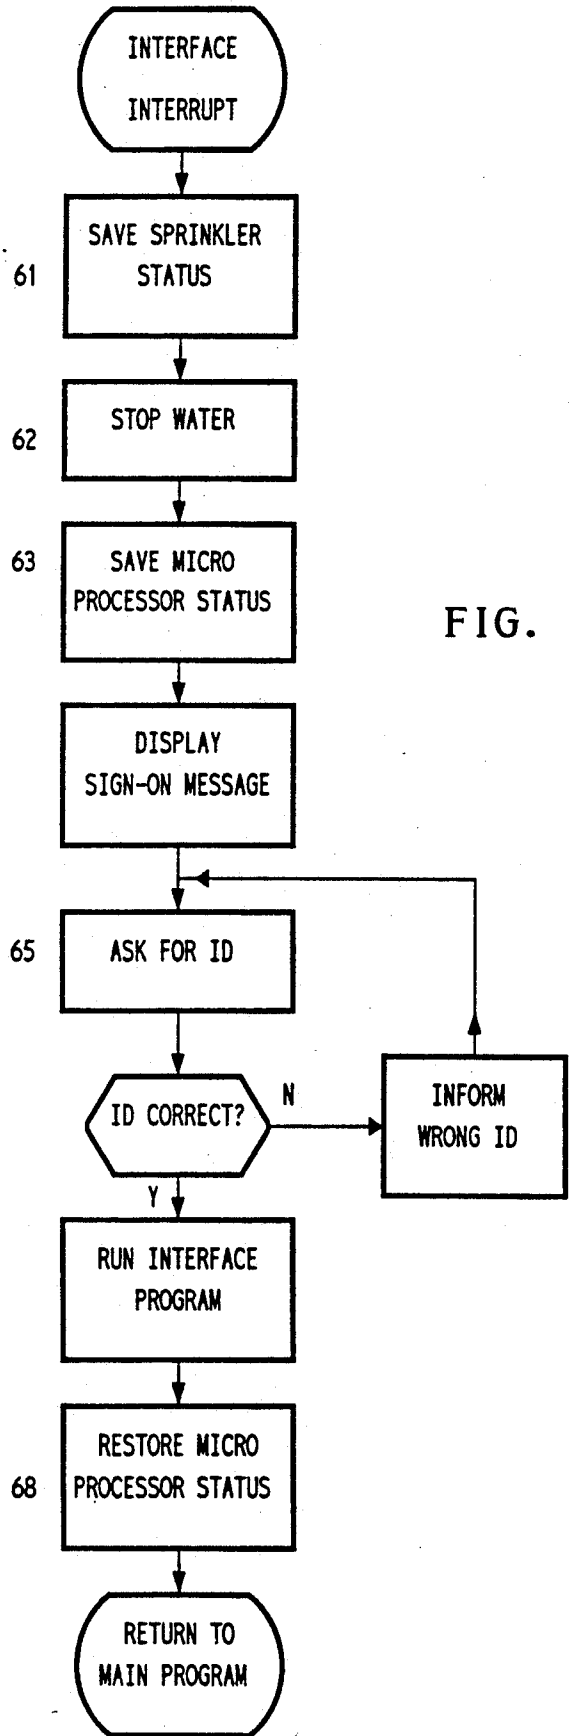 INTERFACE
INTERRUPT
SAVE SPRINKLER
STATUS
61
STOP WATER
62
63
SAVE MICRO
PROCESSOR STATUS
FIG.
DISPLAY
SIGN-ON MESSAGE
65
ASK FOR ID
ID CORRECT?
N
INFORM
WRONG ID
Y
RUN INTERFACE
PROGRAM
RESTORE MICRO
PROCESSOR STATUS
68
RETURN TO
MAIN PROGRAM